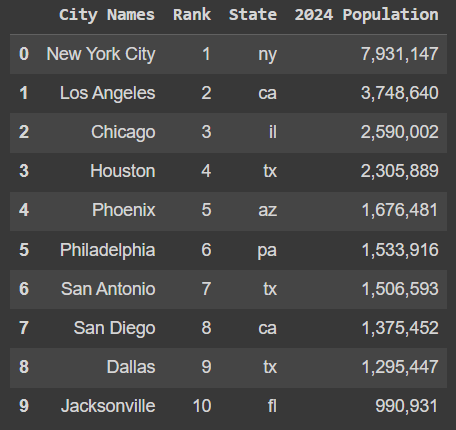 City Names Rank State 2024 Population
0 New York City 1 ny 7,931,147
1 Los Angeles 2 ca 3,748,640
2 Chicago 3 il 2,590,002
3 Houston 4 tx 2,305,889
4 Phoenix 5 az 1,676,481
5 Philadelphia 6 pa 1,533,916
6 San Antonio 7 tx 1,506,593
7 San Diego 8 ca 1,375,452
8 Dallas 9 tx 1,295,447
9 Jacksonville 10 fl 990,931